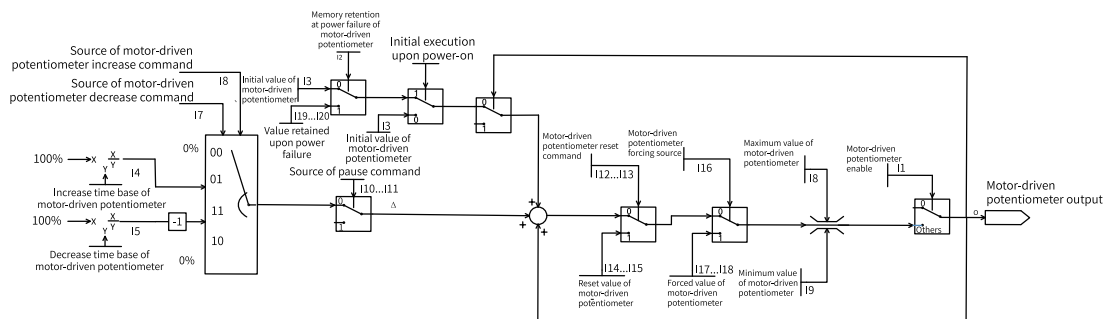 Source of motor-driven
potentiometer increase command
I8
Source of motor-driven
potentiometer decrease command
I7
Memory retention
at power failure of
motor-driven
potentiometer
I2
Initial execution
upon power-on
Initial value of
motor-driven
potentiometer
I3
0
1
I19...I20
Value retained
upon power
failure
1
0
I3
Initial value of
motor-driven
potentiometer
0
1
0%
00
01
11
10
0%
100%
X
X
Y
Y
I4
Increase time base of
motor-driven potentiometer
100%
X
X
Y
Y
I5
-1
Decrease time base of
motor-driven potentiometer
Source of pause command
I10...I11
0
1
Δ
+
+
+
Motor-driven
potentiometer reset
command
I12...I13
0
1
I14...I15
Reset value of
motor-driven
potentiometer
Motor-driven
potentiometer
forcing source
I16
0
1
I17...I18
Forced value of
motor-driven
potentiometer
Maximum value of
motor-driven
potentiometer
I8
Minimum value
of motor-driven
potentiometer
I9
Motor-driven
potentiometer
enable
I1
0
Others
o
Motor-driven
potentiometer output